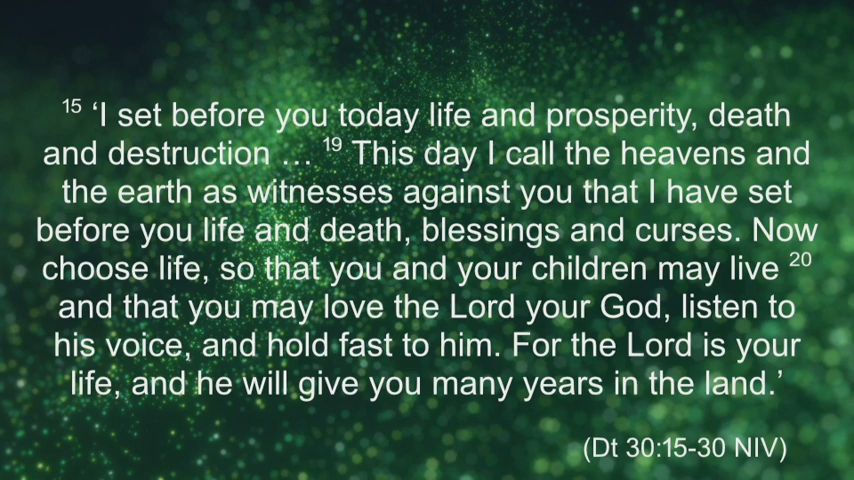 ¹⁵ ‘I set before you today life and prosperity, death
and destruction … ¹⁹ This day I call the heavens and
the earth as witnesses against you that I have set
before you life and death, blessings and curses. Now
choose life, so that you and your children may live ²⁰
and that you may love the Lord your God, listen to
his voice, and hold fast to him. For the Lord is your
life, and he will give you many years in the land.’
(Dt 30:15-30 NIV)